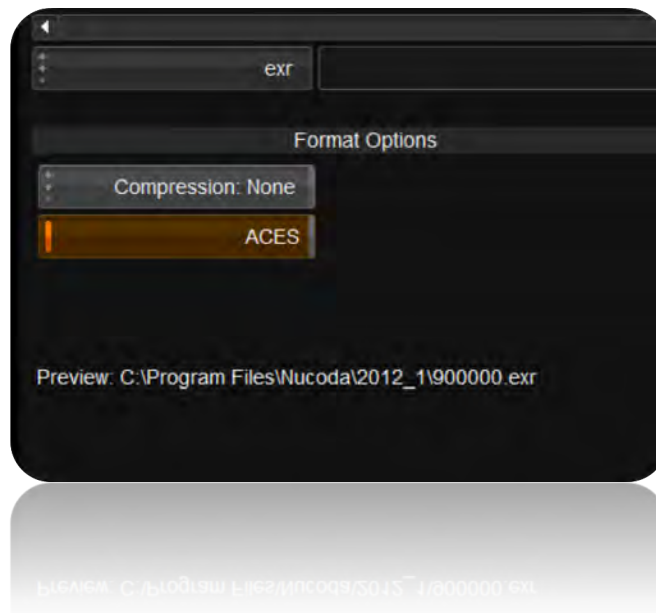 exr
Format Options
Compression: None
ACES
Preview: C:\Program Files\Nucoda\2012_1\900000.exr